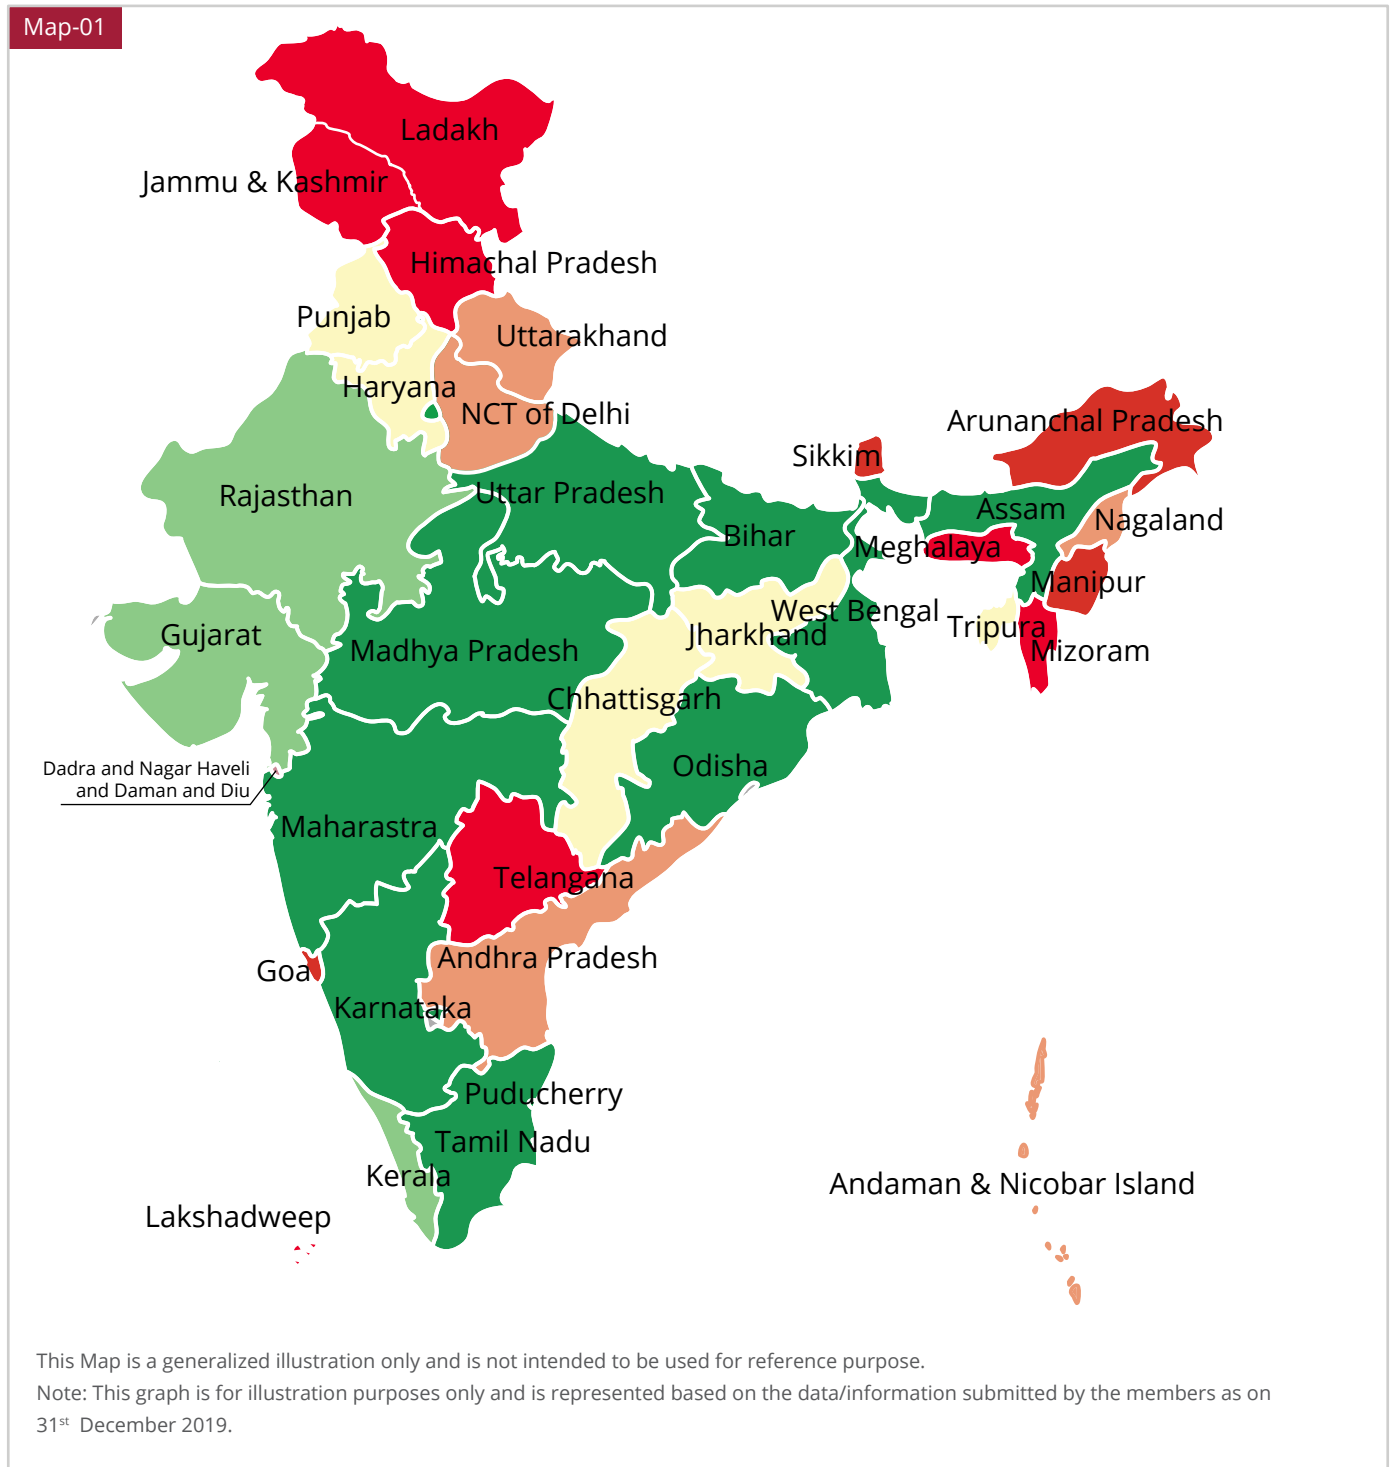 Map-01
Ladakh
Jammu & Kashmir
Himachal Pradesh
Punjab
Uttarakhand
Haryana
NCT of Delhi
Arunanchal Pradesh
Sikkim
Rajasthan
Uttar Pradesh
Assam
Nagaland
Bihar
Meghalaya
Manipur
West Bengal
Gujarat
Jharkhand
Tripura
Madhya Pradesh
Mizoram
Chhattisgarh
Odisha
Dadra and Nagar Haveli
and Daman and Diu
Maharastra
Telangana
Andhra Pradesh
Goa
Karnataka
Puducherry
Tamil Nadu
Kerala
Andaman & Nicobar Island
Lakshadweep
This Map is a generalized illustration only and is not intended to be used for reference purpose.
Note: This graph is for illustration purposes only and is represented based on the data/information submitted by the members as on
31st December 2019.